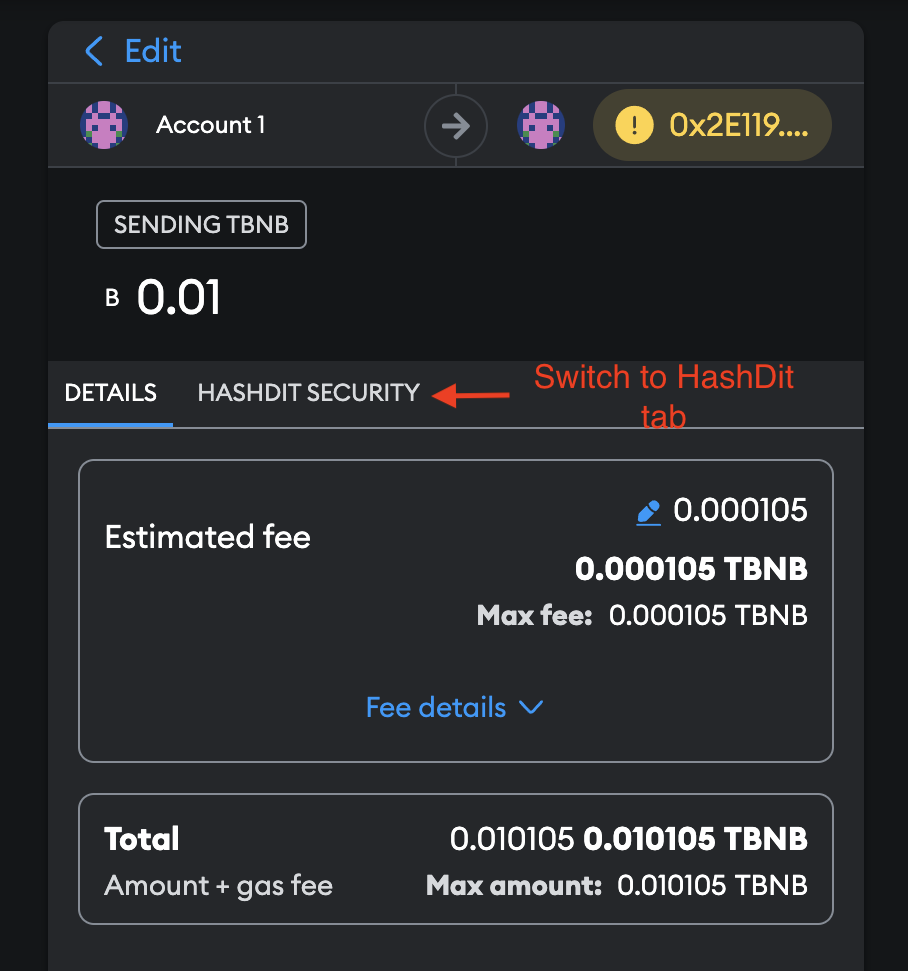 Edit
Account 1
0x2E119....
SENDING TBNB
B 0.01
DETAILS
HASHDIT SECURITY
Switch to HashDit
tab
Estimated fee
0.000105
0.000105 TBNB
Max fee: 0.000105 TBNB
Fee details
Total 0.010105 0.010105 TBNB
Amount + gas fee Max amount: 0.010105 TBNB